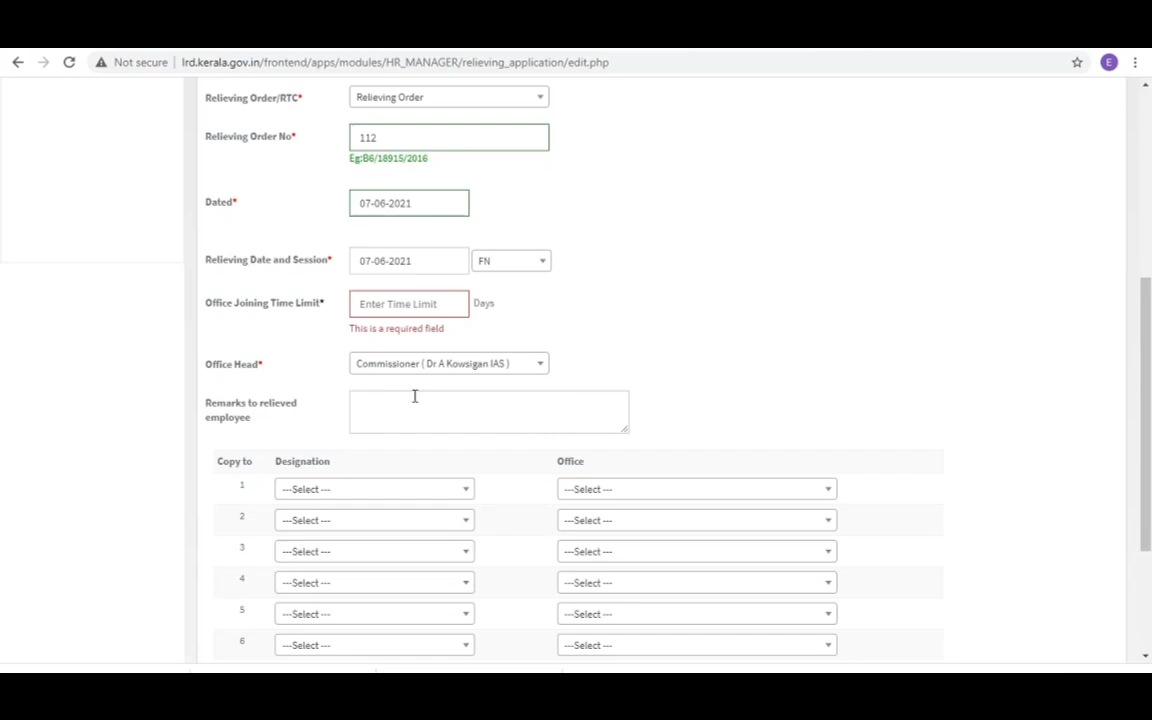 Not secure | lrd.kerala.gov.in/frontend/apps/modules/HR_MANAGER/relieving_application/edit.php E
Relieving Order/RTC* Relieving Order
Relieving Order No* 112
Eg:B6/18915/2016
Dated* 07-06-2021
Relieving Date and Session* 07-06-2021 FN
Office Joining Time Limit* Enter Time Limit Days
This is a required field
Office Head* Commissioner ( Dr A Kowsigan IAS )
Remarks to relieved
employee
Copy to Designation Office
1 ---Select --- ---Select ---
2 ---Select --- ---Select ---
3 ---Select --- ---Select ---
4 ---Select --- ---Select ---
5 ---Select --- ---Select ---
6 ---Select --- ---Select ---